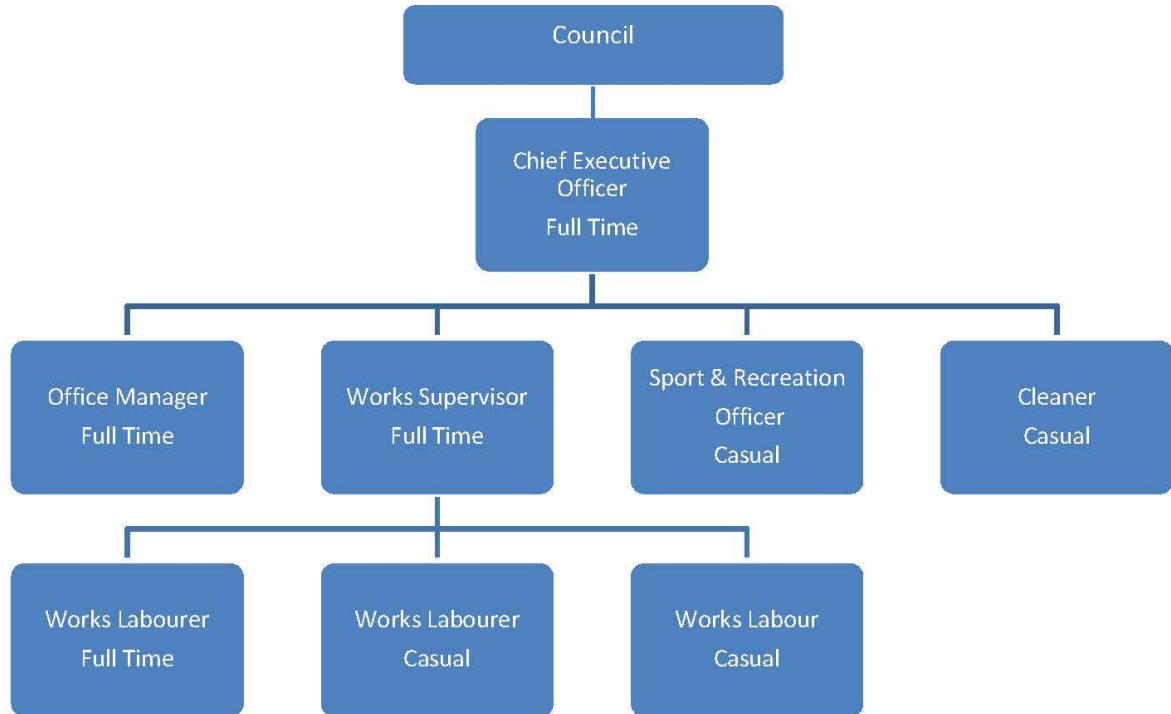 Council
Chief Executive
Officer
Full Time
Office Manager
Full Time
Works Supervisor
Full Time
Sport & Recreation
Officer
Casual
Cleaner
Casual
Works Labourer
Full Time
Works Labourer
Casual
Works Labour
Casual